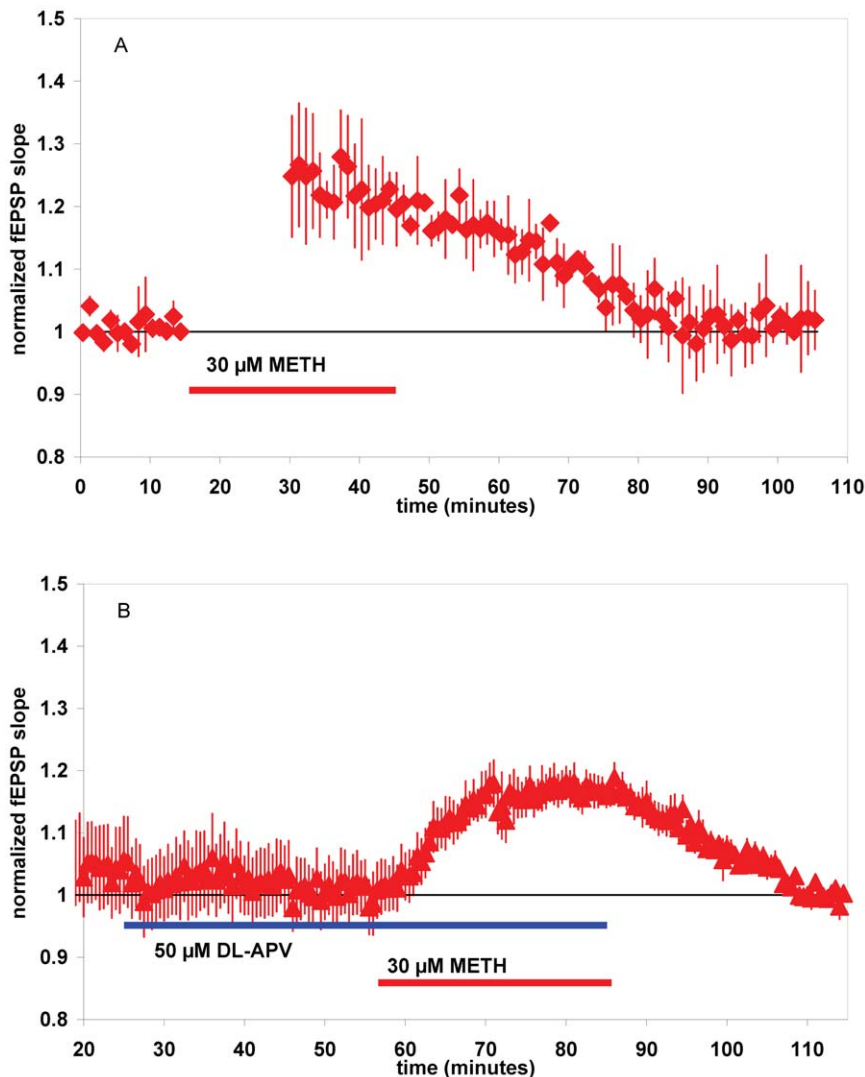 A
normalized fEPSP slope
1.5
1.4
1.3
1.2
1.1
1
0.9
0.8
30 µM METH
0 10 20 30 40 50 60 70 80 90 100 110
time (minutes)
B
normalized fEPSP slope
1.5
1.4
1.3
1.2
1.1
1
0.9
0.8
50 µM DL-APV
30 µM METH
20 30 40 50 60 70 80 90 100 110
time (minutes)